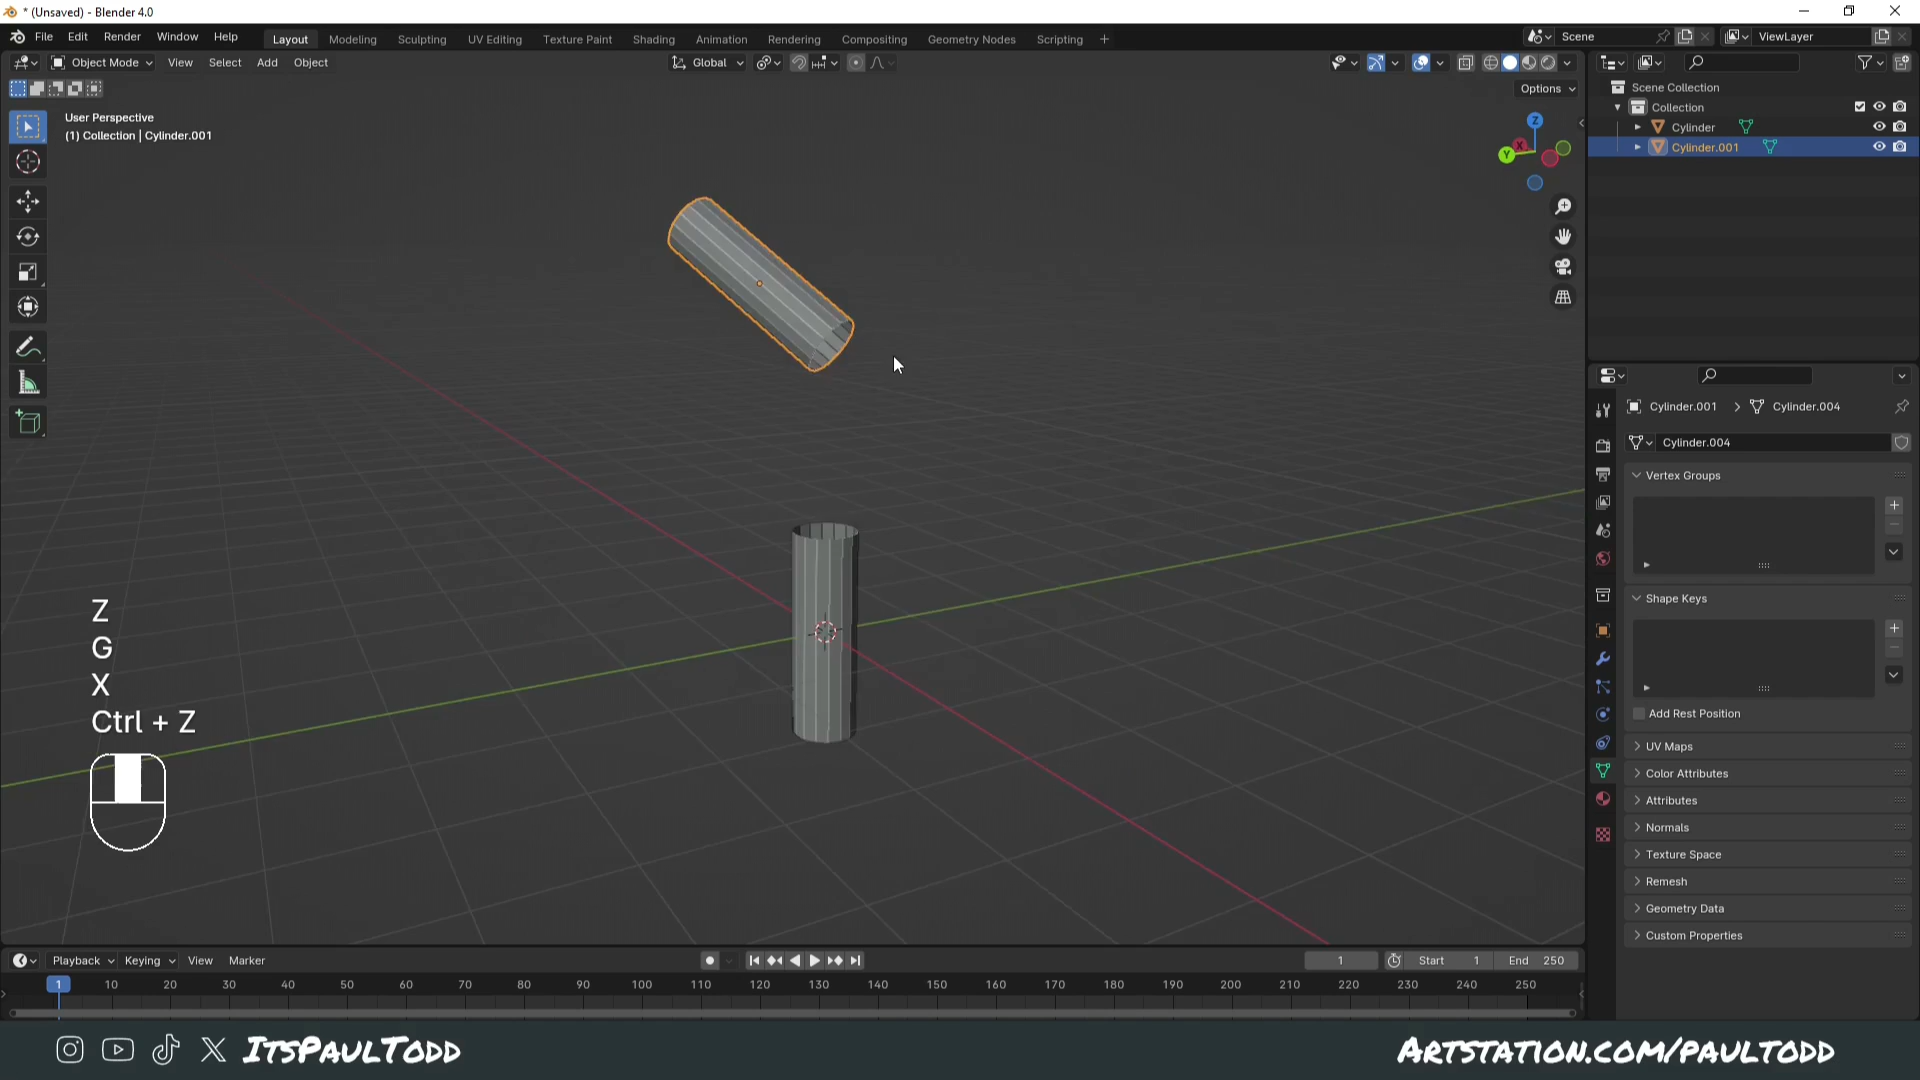 * (Unsaved) - Blender 4.0
File Edit Render Window Help
Layout Modeling Sculpting UV Editing Texture Paint Shading Animation Rendering Compositing Geometry Nodes Scripting +
Scene
ViewLayer
Object Mode View Select Add Object
Global
Options
User Perspective
(1) Collection | Cylinder.001
Z
X
Y
Scene Collection
Collection
Cylinder
Cylinder.001
Cylinder.001 > Cylinder.004
Cylinder.004
Vertex Groups
Shape Keys
Add Rest Position
UV Maps
Color Attributes
Attributes
Normals
Texture Space
Remesh
Geometry Data
Custom Properties
Z
G
X
Ctrl + Z
Playback Keying View Marker
1
Start 1
End 250
1 10 20 30 40 50 60 70 80 90 100 110 120 130 140 150 160 170 180 190 200 210 220 230 240 250
ItsPaulTodd
Artstation.com/paultodd